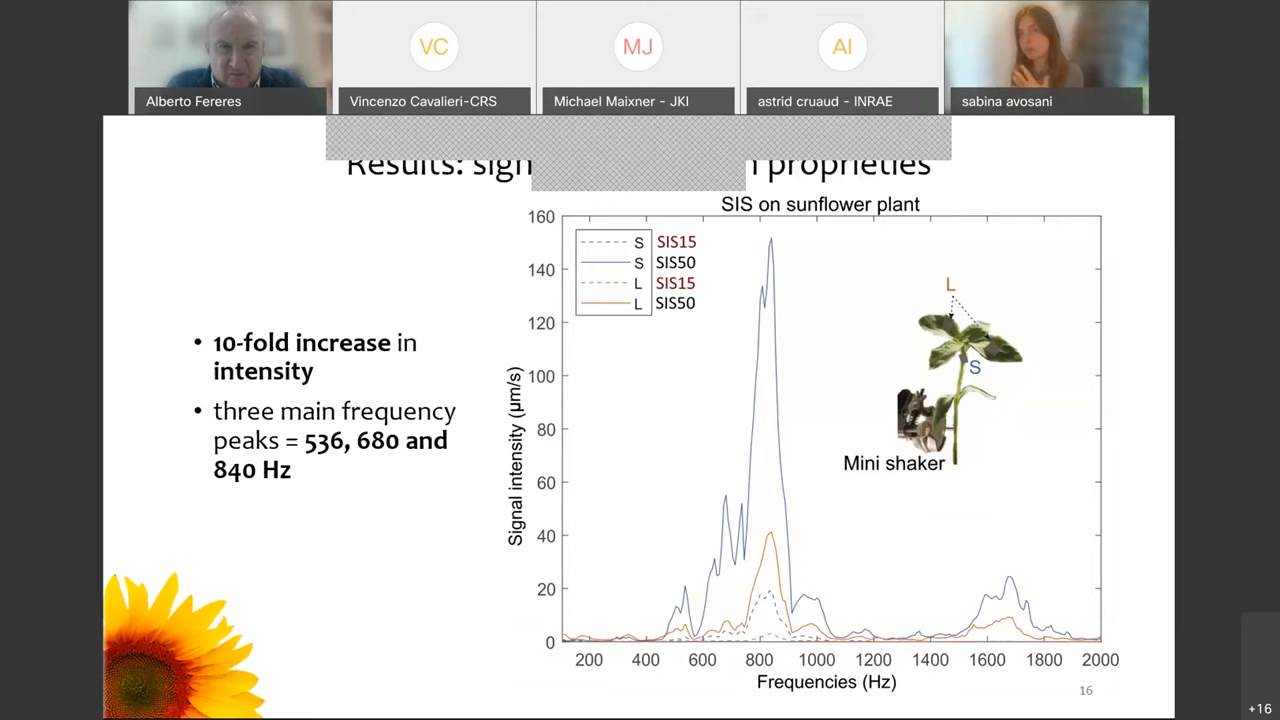 VC
MJ
AI
Alberto Fereres
Vincenzo Cavalieri-CRS
Michael Maixner - JKI
astrid cruaud - INRAE
sabina avosani
Results: proprieties
SIS on sunflower plant
160
140
120
100
80
60
40
20
0
Signal intensity (μm/s)
S SIS15
S SIS50
L SIS15
L SIS50
L
S
Mini shaker
• 10-fold increase in
intensity
• three main frequency
peaks = 536, 680 and
840 Hz
200 400 600 800 1000 1200 1400 1600 1800 2000
Frequencies (Hz)
16
+16